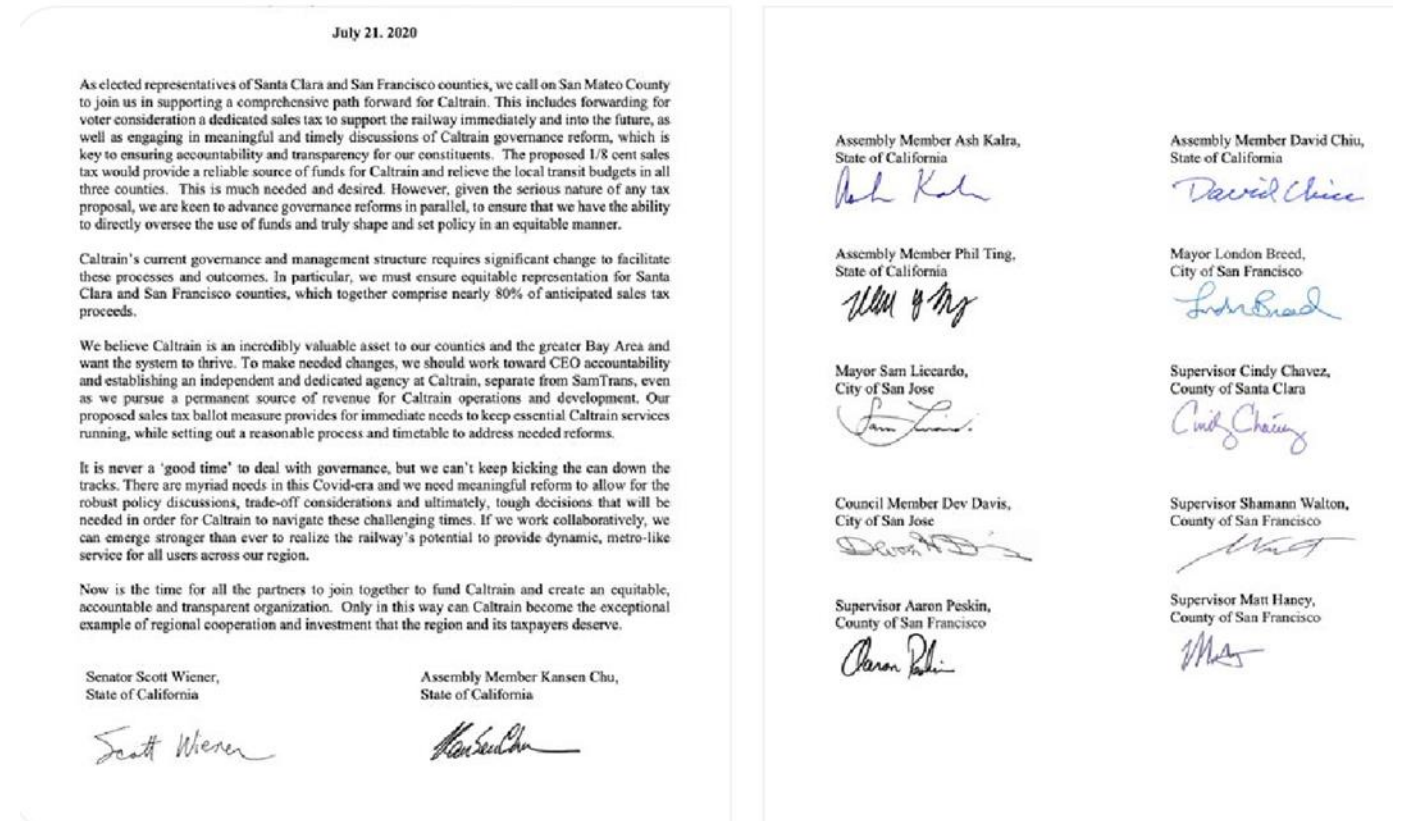 July 21. 2020
As elected representatives of Santa Clara and San Francisco counties, we call on San Mateo County
to join us in supporting a comprehensive path forward for Caltrain. This includes forwarding for
voter consideration a dedicated sales tax to support the railway immediately and into the future, as
well as engaging in meaningful and timely discussions of Caltrain governance reform, which is
key to ensuring accountability and transparency for our constituents. The proposed 1/8 cent sales
tax would provide a reliable source of funds for Caltrain and relieve the local transit budgets in all
three counties. This is much needed and desired. However, given the serious nature of any tax
proposal, we are keen to advance governance reforms in parallel, to ensure that we have the ability
to directly oversee the use of funds and truly shape and set policy in an equitable manner.
Caltrain's current governance and management structure requires significant change to facilitate
these processes and outcomes. In particular, we must ensure equitable representation for Santa
Clara and San Francisco counties, which together comprise nearly 80% of anticipated sales tax
proceeds.
We believe Caltrain is an incredibly valuable asset to our counties and the greater Bay Area and
want the system to thrive. To make needed changes, we should work toward CEO accountability
and establishing an independent and dedicated agency at Caltrain, separate from SamTrans, even
as we pursue a permanent source of revenue for Caltrain operations and development. Our
proposed sales tax ballot measure provides for immediate needs to keep essential Caltrain services
running, while setting out a reasonable process and timetable to address needed reforms.
It is never a 'good time' to deal with governance, but we can't keep kicking the can down the
tracks. There are myriad needs in this Covid-era and we need meaningful reform to allow for the
robust policy discussions, trade-off considerations and ultimately, tough decisions that will be
needed in order for Caltrain to navigate these challenging times. If we work collaboratively, we
can emerge stronger than ever to realize the railway's potential to provide dynamic, metro-like
service for all users across our region.
Now is the time for all the partners to join together to fund Caltrain and create an equitable,
accountable and transparent organization. Only in this way can Caltrain become the exceptional
example of regional cooperation and investment that the region and its taxpayers deserve.
Senator Scott Wiener,
State of California
Scott Wiener
Assembly Member Kansen Chu,
State of California
KanSenChu
Assembly Member Ash Kalra,
State of California
Ash Kalra
Assembly Member David Chiu,
State of California
David Chiu
Assembly Member Phil Ting,
State of California
Mayor London Breed,
City of San Francisco
London Breed
Mayor Sam Liccardo,
City of San Jose
Sam
Supervisor Cindy Chavez,
County of Santa Clara
Cindy Chavez
Council Member Dev Davis,
City of San Jose
Supervisor Shamann Walton,
County of San Francisco
Supervisor Aaron Peskin,
County of San Francisco
Aaron Peskin
Supervisor Matt Haney,
County of San Francisco